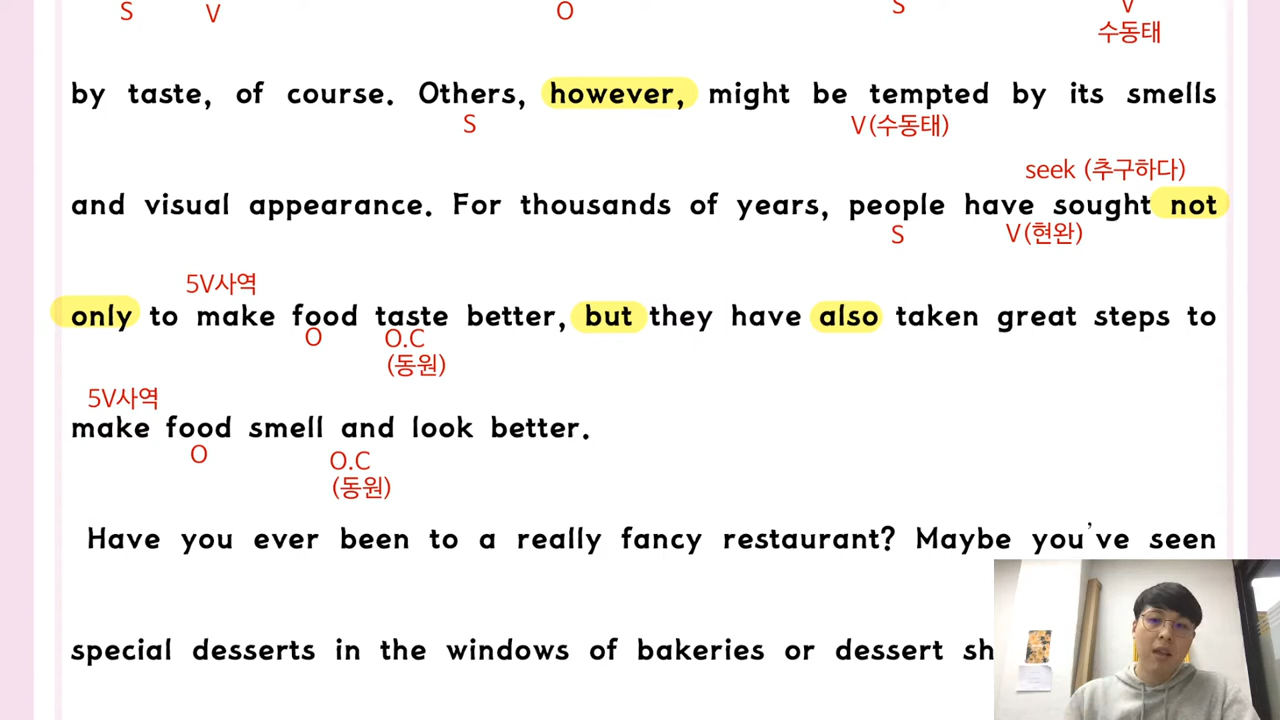 S V O S V
수동태
by taste, of course. Others, however, might be tempted by its smells
S V(수동태)
seek (추구하다)
and visual appearance. For thousands of years, people have sought not
S V(현완)
5V사역
only to make food taste better, but they have also taken great steps to
O O.C
(동원)
5V사역
make food smell and look better.
O O.C
(동원)
Have you ever been to a really fancy restaurant? Maybe you've seen
special desserts in the windows of bakeries or dessert